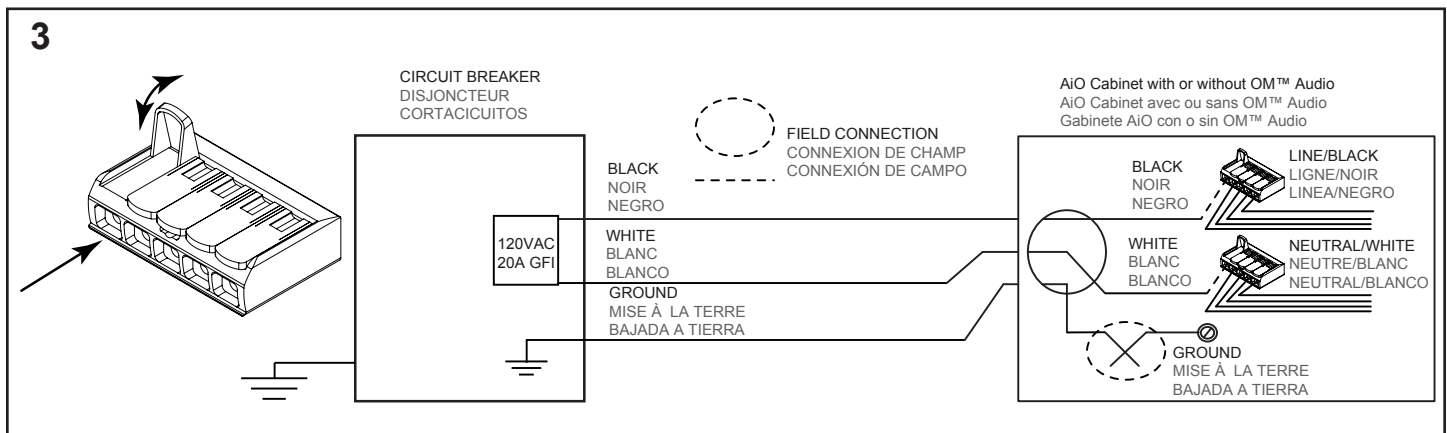 3
CIRCUIT BREAKER
DISJONCTEUR
CORTACICUITOS
120VAC
20A GFI
FIELD CONNECTION
CONNEXION DE CHAMP
CONNEXIÓN DE CAMPO
BLACK
NOIR
NEGRO
WHITE
BLANC
BLANCO
GROUND
MISE À LA TERRE
BAJADA A TIERRA
AiO Cabinet with or without OM™ Audio
AiO Cabinet avec ou sans OM™ Audio
Gabinete AiO con o sin OM™ Audio
BLACK
NOIR
NEGRO
LINE/BLACK
LIGNE/NOIR
LINEA/NEGRO
WHITE
BLANC
BLANCO
NEUTRAL/WHITE
NEUTRE/BLANC
NEUTRAL/BLANCO
GROUND
MISE À LA TERRE
BAJADA A TIERRA